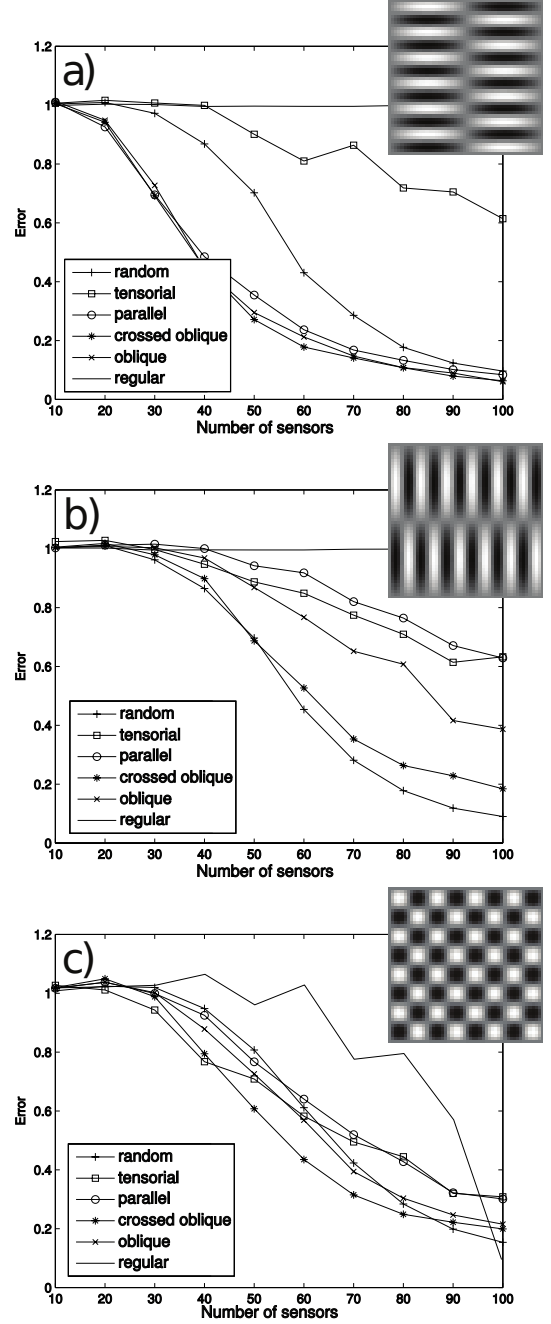 a)
1.2
1
0.8
0.6
0.4
0.2
0
Error
random
tensorial
parallel
crossed oblique
oblique
regular
10 20 30 40 50 60 70 80 90 100
Number of sensors
b)
1.2
1
0.8
0.6
0.4
0.2
0
Error
random
tensorial
parallel
crossed oblique
oblique
regular
10 20 30 40 50 60 70 80 90 100
Number of sensors
c)
1.2
1
0.8
0.6
0.4
0.2
0
Error
random
tensorial
parallel
crossed oblique
oblique
regular
10 20 30 40 50 60 70 80 90 100
Number of sensors